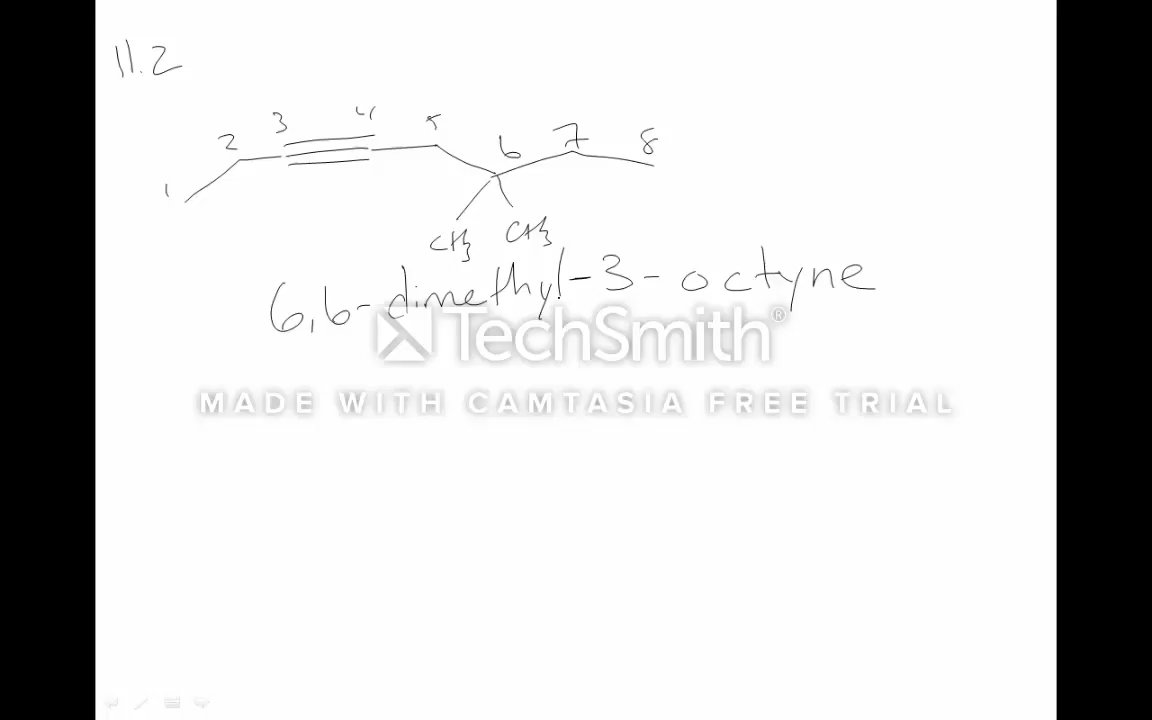 11.2
1 2 3 4 5 6 7 8
CH3 CH3
6,6-dimethyl-3-octyne
TechSmith®
MADE WITH CAMTASIA FREE TRIAL